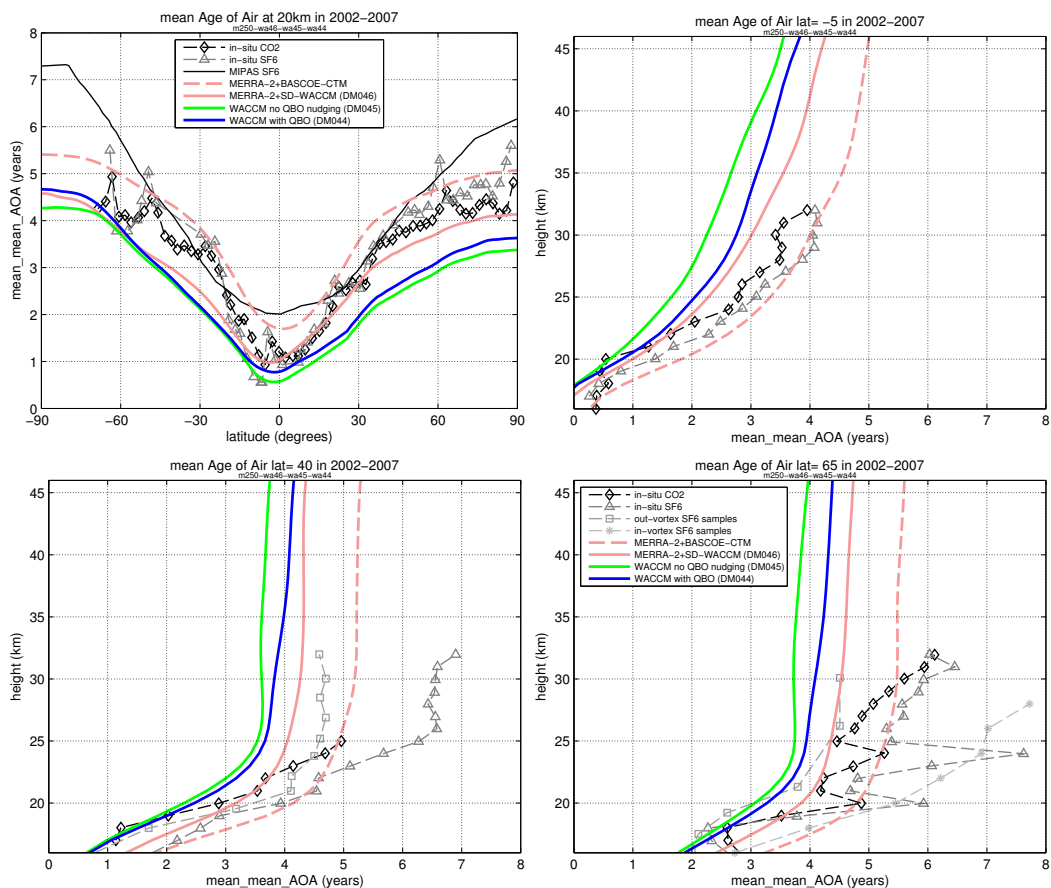 mean Age of Air at 20km in 2002−2007
m250−wa46−wa45−wa44
mean_mean_AOA (years)
8
7
6
5
4
3
2
1
0
in−situ CO2
in−situ SF6
MIPAS SF6
MERRA−2+BASCOE−CTM
MERRA−2+SD−WACCM (DM046)
WACCM no QBO nudging (DM045)
WACCM with QBO (DM044)
−90 −60 −30 0 30 60 90
latitude (degrees)
mean Age of Air lat= −5 in 2002−2007
m250−wa46−wa45−wa44
height (km)
45
40
35
30
25
20
0 1 2 3 4 5 6 7 8
mean_mean_AOA (years)
mean Age of Air lat= 40 in 2002−2007
m250−wa46−wa45−wa44
height (km)
45
40
35
30
25
20
0 1 2 3 4 5 6 7 8
mean_mean_AOA (years)
mean Age of Air lat= 65 in 2002−2007
m250−wa46−wa45−wa44
height (km)
45
40
35
30
25
20
in−situ CO2
in−situ SF6
out−vortex SF6 samples
in−vortex SF6 samples
MERRA−2+BASCOE−CTM
MERRA−2+SD−WACCM (DM046)
WACCM no QBO nudging (DM045)
WACCM with QBO (DM044)
0 1 2 3 4 5 6 7 8
mean_mean_AOA (years)